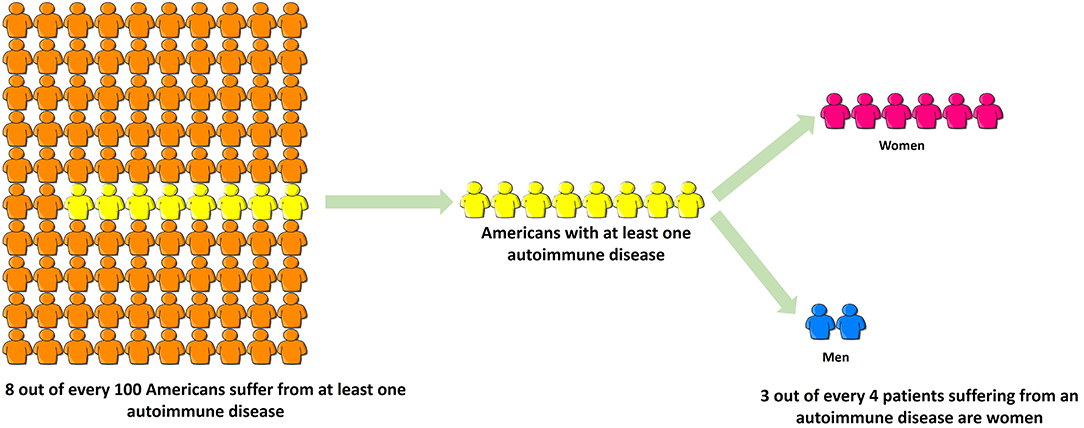 Women
Americans with at least one
autoimmune disease
Men
8 out of every 100 Americans suffer from at least one
autoimmune disease
3 out of every 4 patients suffering from an
autoimmune disease are women